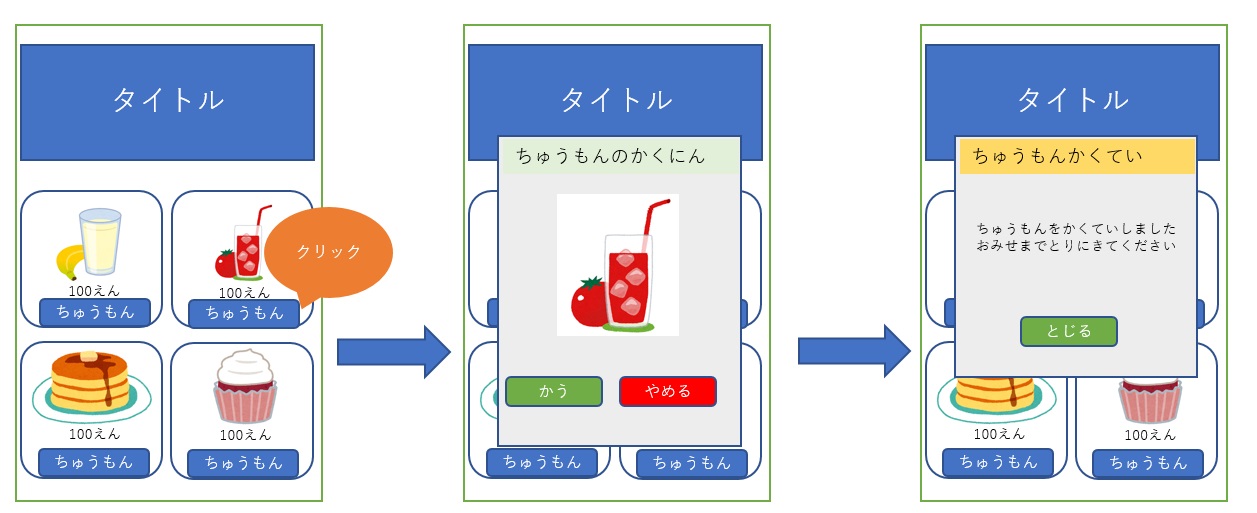 タイトル
100えん
ちゅうもん
100えん
ちゅうもん
クリック
100えん
ちゅうもん
100えん
ちゅうもん
タイトル
ちゅうもんのかくにん
かう
やめる
ちゅうもん
ちゅうもん
タイトル
ちゅうもんかくてい
ちゅうもんをかくていしました
おみせまでとりにきてください
とじる
100えん
ちゅうもん
100えん
ちゅうもん